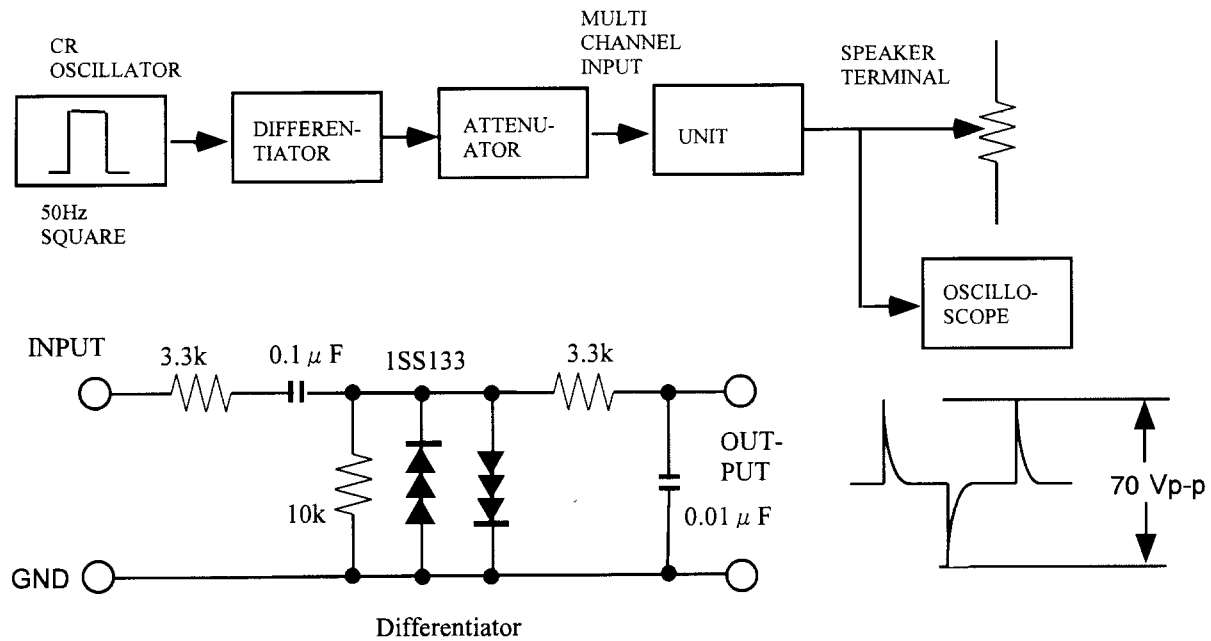 CR
OSCILLATOR
50Hz
SQUARE
DIFFEREN-
TIATOR
ATTENU-
ATOR
MULTI
CHANNEL
INPUT
UNIT
SPEAKER
TERMINAL
OSCILLO-
SCOPE
INPUT
3.3k
0.1 μ F
1SS133
3.3k
10k
OUT-
PUT
0.01 μ F
GND
Differentiator
70 Vp-p